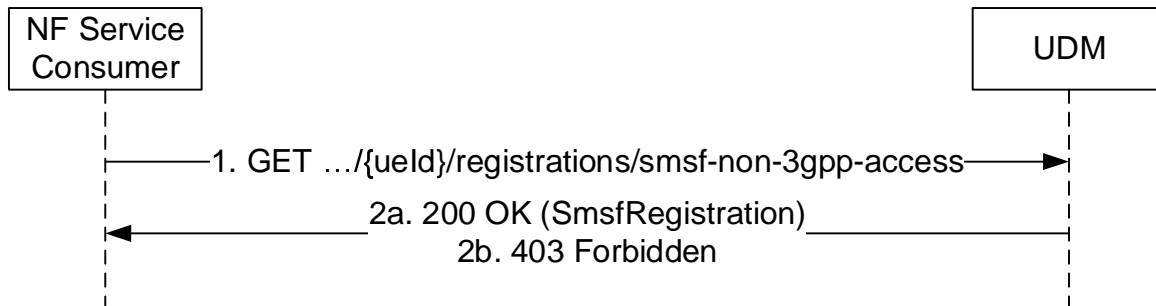 NF Service
Consumer
UDM
1. GET …/{ueId}/registrations/smsf-non-3gpp-access
2a. 200 OK (SmsfRegistration)
2b. 403 Forbidden